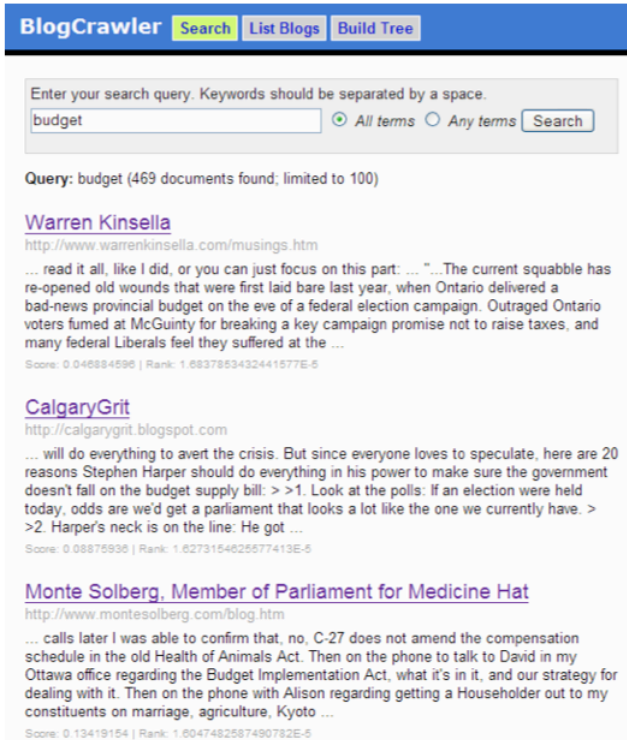 BlogCrawler Search List Blogs Build Tree
Enter your search query. Keywords should be separated by a space.
budget All terms Any terms Search
Query: budget (469 documents found; limited to 100)
Warren Kinsella
http://www.warrenkinsella.com/musings.htm
... read it all, like I did, or you can just focus on this part: ... "...The current squabble has
re-opened old wounds that were first laid bare last year, when Ontario delivered a
bad-news provincial budget on the eve of a federal election campaign. Outraged Ontario
voters fumed at McGuinty for breaking a key campaign promise not to raise taxes, and
many federal Liberals feel they suffered at the ...
Score: 0.046884596 | Rank: 1.6837853432441577E-5
CalgaryGrit
http://calgarygrit.blogspot.com
... will do everything to avert the crisis. But since everyone loves to speculate, here are 20
reasons Stephen Harper should do everything in his power to make sure the government
doesn't fall on the budget supply bill: > >1. Look at the polls: If an election were held
today, odds are we'd get a parliament that looks a lot like the one we currently have. >
>2. Harper's neck is on the line: He got ...
Score: 0.08875936 | Rank: 1.6273154625577413E-5
Monte Solberg, Member of Parliament for Medicine Hat
http://www.montesolberg.com/blog.htm
... calls later I was able to confirm that, no, C-27 does not amend the compensation
schedule in the old Health of Animals Act. Then on the phone to talk to David in my
Ottawa office regarding the Budget Implementation Act, what it's in it, and our strategy for
dealing with it. Then on the phone with Alison regarding getting a Householder out to my
constituents on marriage, agriculture, Kyoto ...
Score: 0.13419154 | Rank: 1.6047482587490782E-5